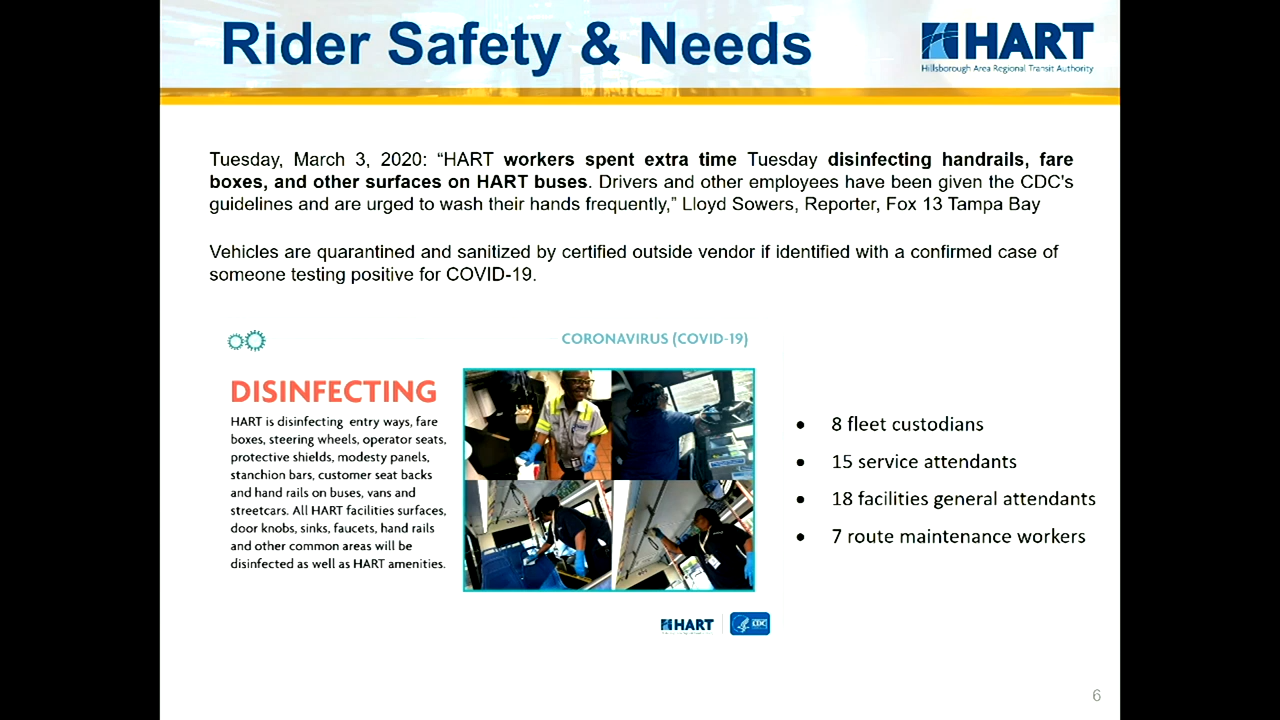 Rider Safety & Needs
HART
Hillsborough Area Regional Transit Authority
Tuesday, March 3, 2020: “HART workers spent extra time Tuesday disinfecting handrails, fare
boxes, and other surfaces on HART buses. Drivers and other employees have been given the CDC's
guidelines and are urged to wash their hands frequently,” Lloyd Sowers, Reporter, Fox 13 Tampa Bay
Vehicles are quarantined and sanitized by certified outside vendor if identified with a confirmed case of
someone testing positive for COVID-19.
CORONAVIRUS (COVID-19)
DISINFECTING
HART is disinfecting entry ways, fare
boxes, steering wheels, operator seats,
protective shields, modesty panels,
stanchion bars, customer seat backs
and hand rails on buses, vans and
streetcars. All HART facilities surfaces,
door knobs, sinks, faucets, hand rails
and other common areas will be
disinfected as well as HART amenities.
• 8 fleet custodians
• 15 service attendants
• 18 facilities general attendants
• 7 route maintenance workers
HART
CDC
6